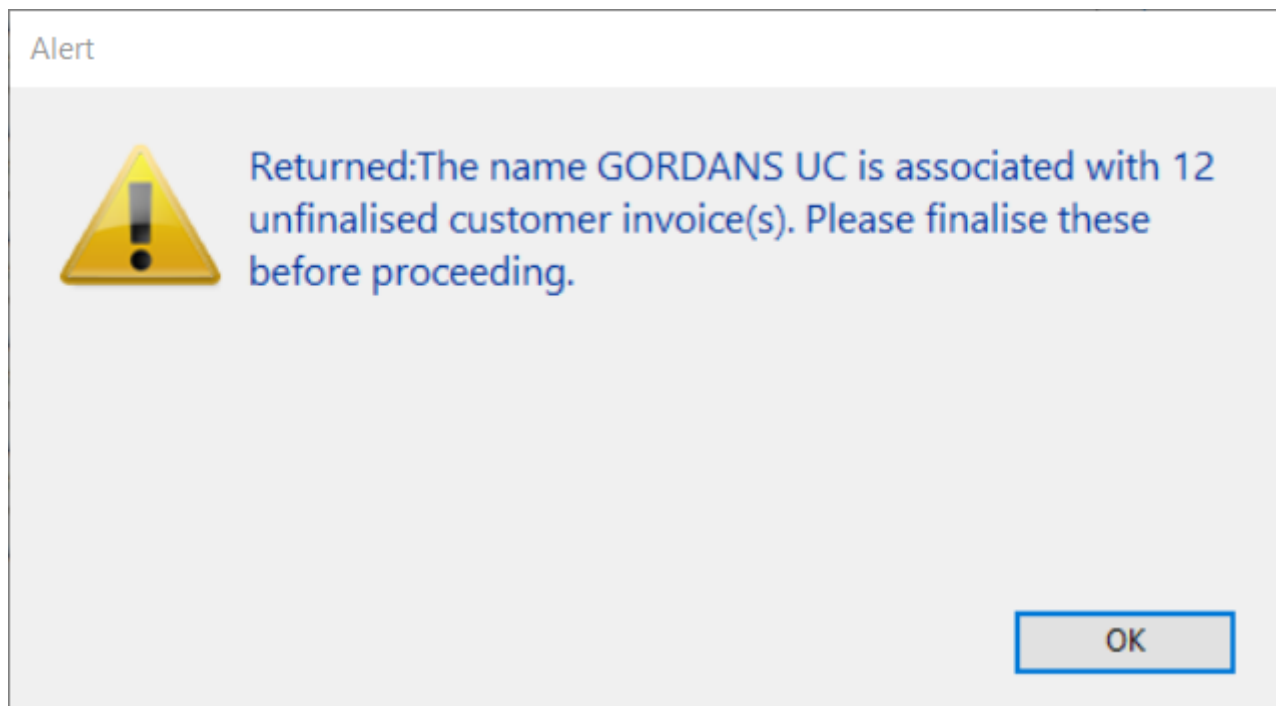 Alert
Returned:The name GORDANS UC is associated with 12
unfinalised customer invoice(s). Please finalise these
before proceeding.
OK